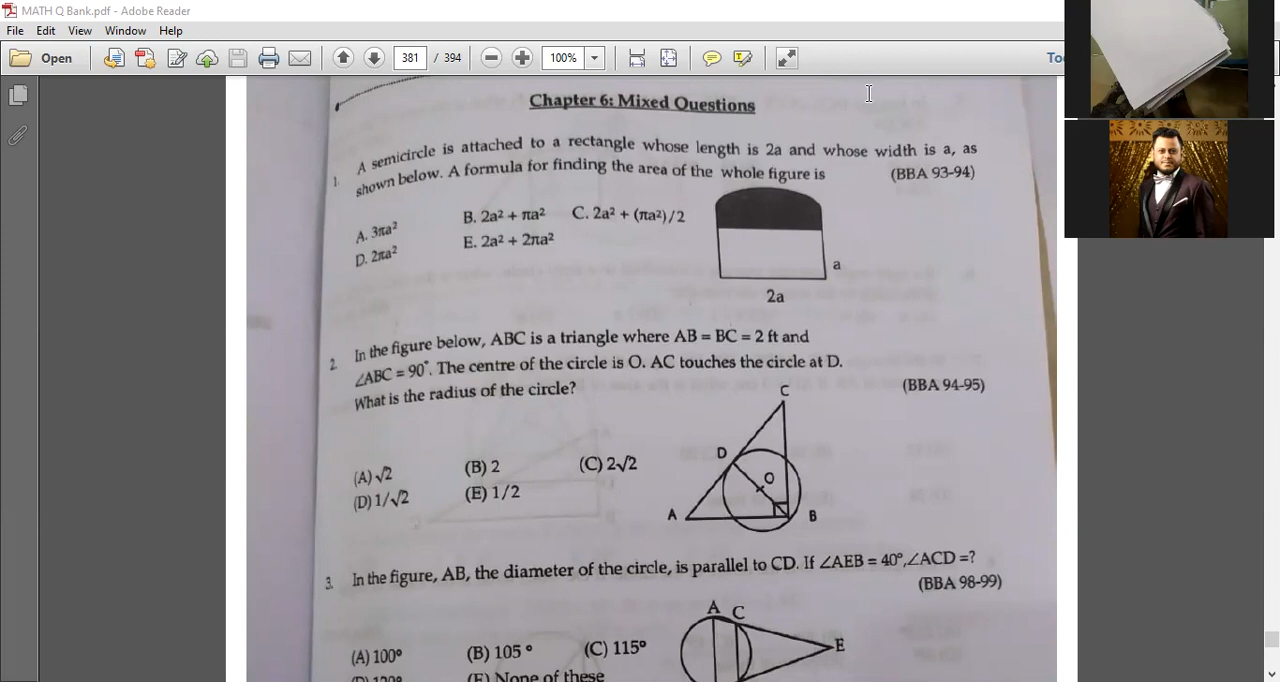 MATH Q Bank.pdf - Adobe Reader
File Edit View Window Help
Open 381 / 394 100%
Chapter 6: Mixed Questions
1. A semicircle is attached to a rectangle whose length is 2a and whose width is a, as
shown below. A formula for finding the area of the whole figure is (BBA 93-94)
A. 3πa² B. 2a² + πa² C. 2a² + (πa²)/2
D. 2πa² E. 2a² + 2πa²
a
2a
2. In the figure below, ABC is a triangle where AB = BC = 2 ft and
∠ABC = 90°. The centre of the circle is O. AC touches the circle at D.
What is the radius of the circle? (BBA 94-95)
C
D
O
A B
(A) √2 (B) 2 (C) 2√2
(D) 1/√2 (E) 1/2
3. In the figure, AB, the diameter of the circle, is parallel to CD. If ∠AEB = 40°, ∠ACD =?
(BBA 98-99)
A C
E
(A) 100° (B) 105 ° (C) 115°
(E) None of these